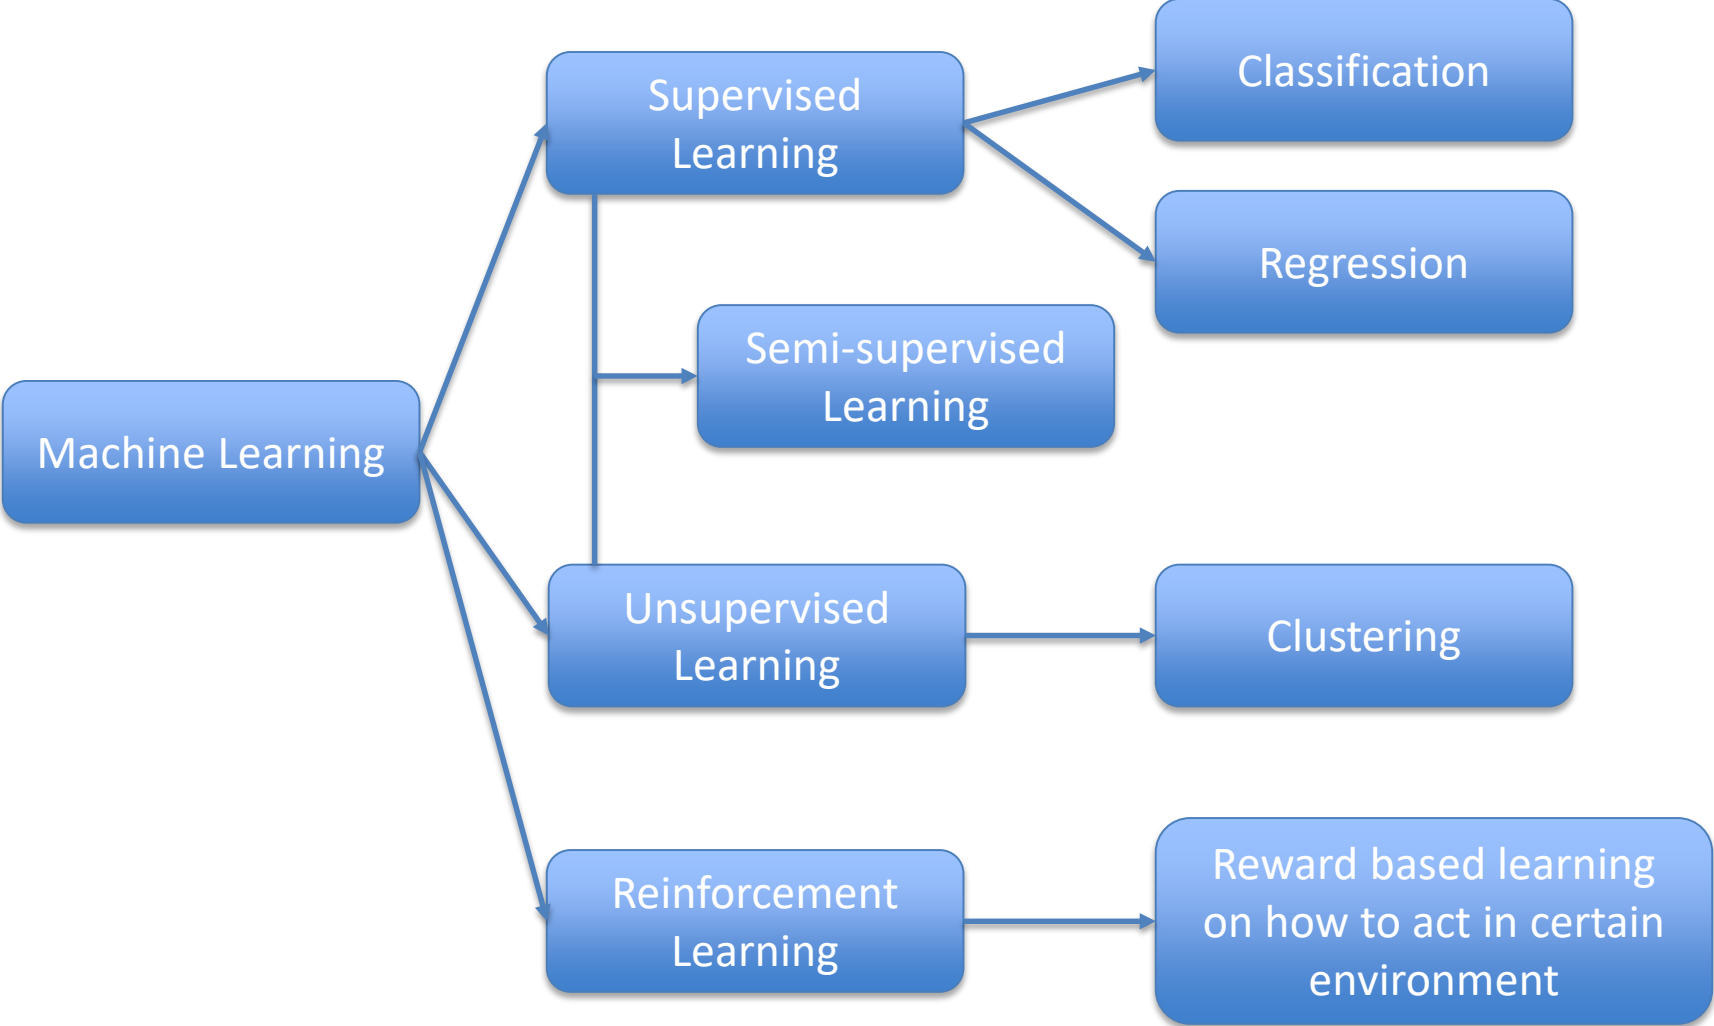 Supervised
Learning
Classification
Regression
Semi-supervised
Learning
Machine Learning
Unsupervised
Learning
Clustering
Reinforcement
Learning
Reward based learning
on how to act in certain
environment